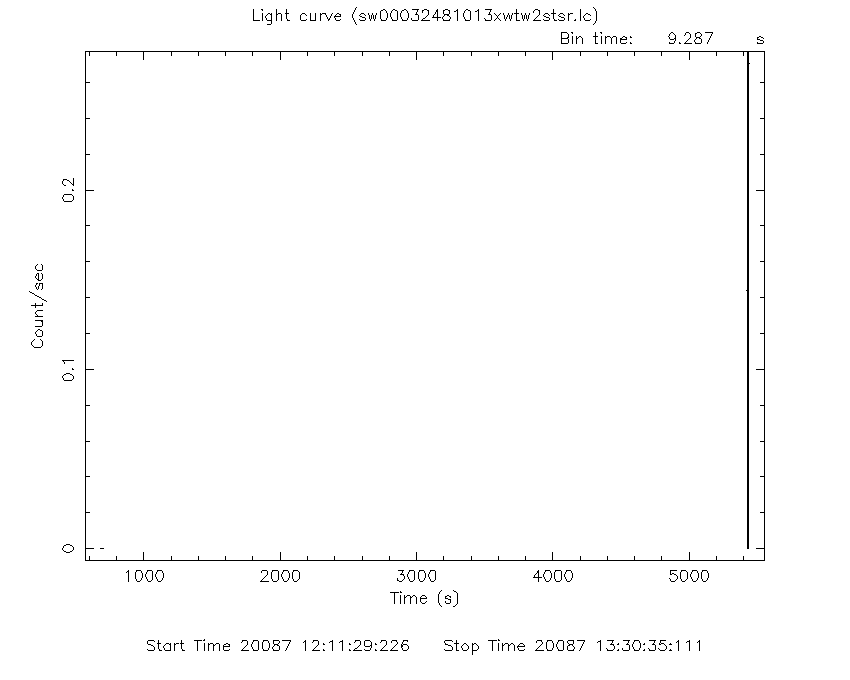 Light curve (sw00032481013xwtw2stsr.lc)
Bin time: 9.287 s
0.2
0.1
0
Count/sec
1000 2000 3000 4000 5000
Time (s)
Start Time 20087 12:11:29:226 Stop Time 20087 13:30:35:111